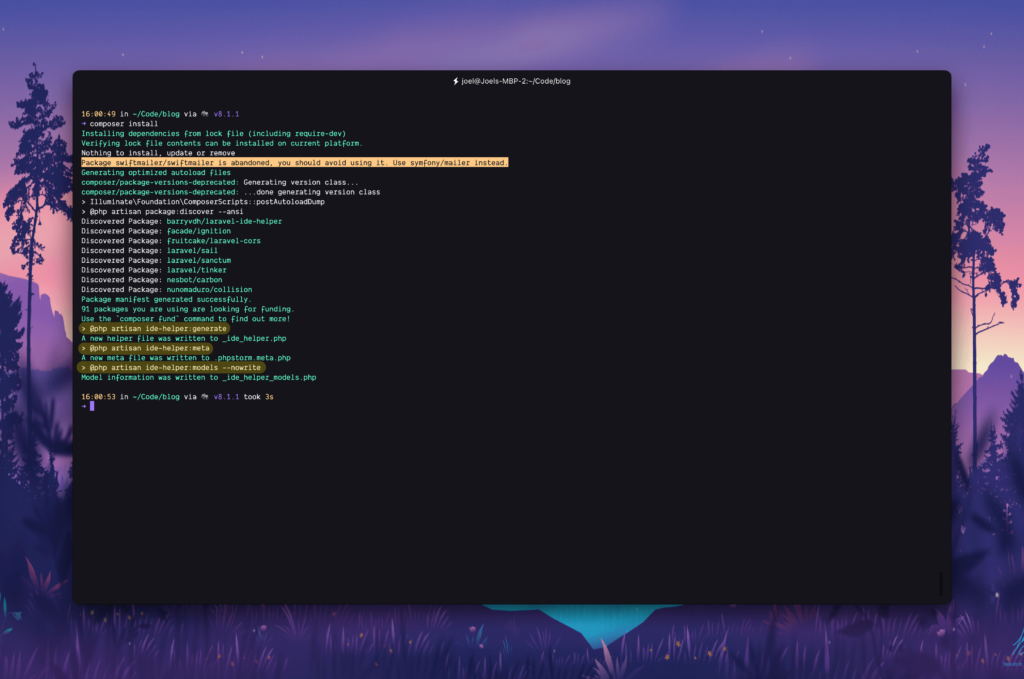 joel@Joels-MBP-2:~/Code/blog
16:00:49 in ~/Code/blog via 🐘 v8.1.1
→ composer install
Installing dependencies from lock file (including require-dev)
Verifying lock file contents can be installed on current platform.
Nothing to install, update or remove
Package swiftmailer/swiftmailer is abandoned, you should avoid using it. Use symfony/mailer instead.
Generating optimized autoload files
composer/package-versions-deprecated: Generating version class...
composer/package-versions-deprecated: ...done generating version class
> Illuminate\Foundation\ComposerScripts::postAutoloadDump
> @php artisan package:discover --ansi
Discovered Package: barryvdh/laravel-ide-helper
Discovered Package: facade/ignition
Discovered Package: fruitcake/laravel-cors
Discovered Package: laravel/sail
Discovered Package: laravel/sanctum
Discovered Package: laravel/tinker
Discovered Package: nesbot/carbon
Discovered Package: nunomaduro/collision
Package manifest generated successfully.
91 packages you are using are looking for funding.
Use the `composer fund` command to find out more!
> @php artisan ide-helper:generate
A new helper file was written to _ide_helper.php
> @php artisan ide-helper:meta
A new meta file was written to .phpstorm.meta.php
> @php artisan ide-helper:models --nowrite
Model information was written to _ide_helper_models.php
16:00:53 in ~/Code/blog via 🐘 v8.1.1 took 3s
→